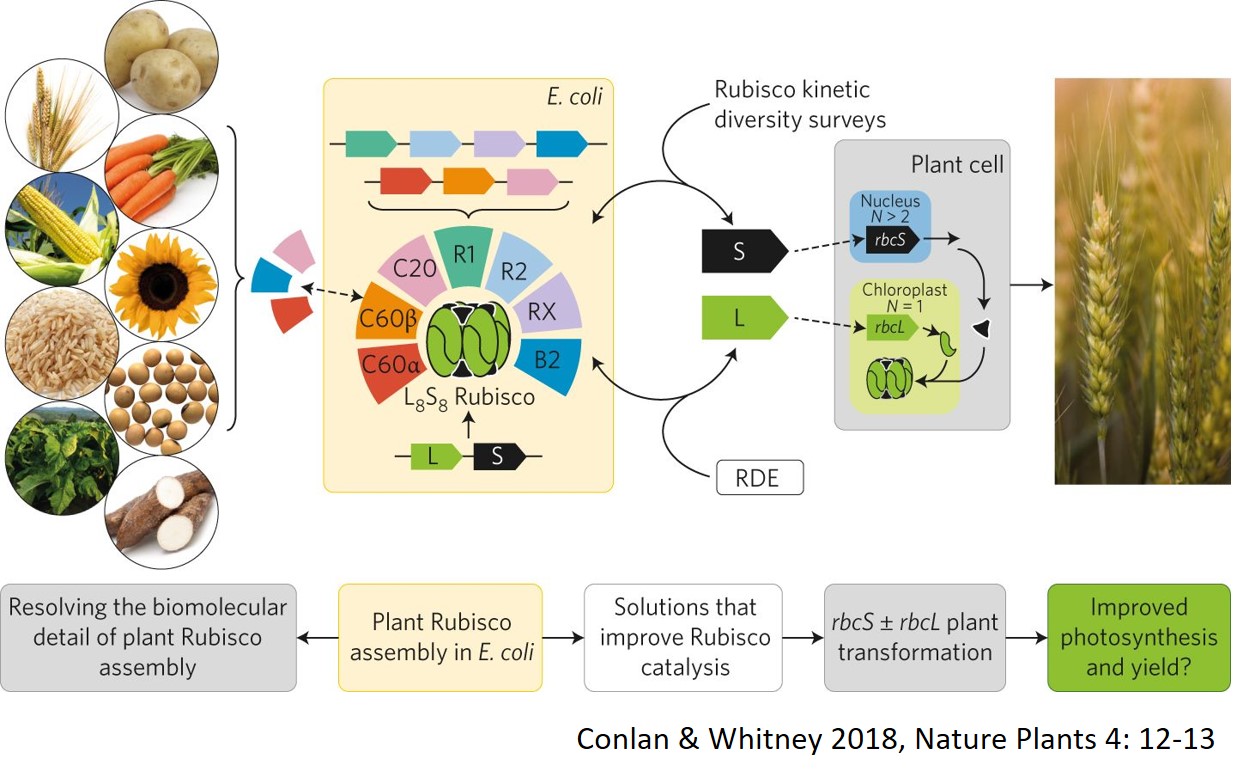 E. coli
C60α
C60β
C20
R1
R2
RX
B2
L₈S₈ Rubisco
L
S
Rubisco kinetic
diversity surveys
S
L
RDE
Plant cell
Nucleus
N > 2
rbcS
Chloroplast
N = 1
rbcL
Resolving the biomolecular
detail of plant Rubisco
assembly
Plant Rubisco
assembly in E. coli
Solutions that
improve Rubisco
catalysis
rbcS ± rbcL plant
transformation
Improved
photosynthesis
and yield?
Conlan & Whitney 2018, Nature Plants 4: 12-13